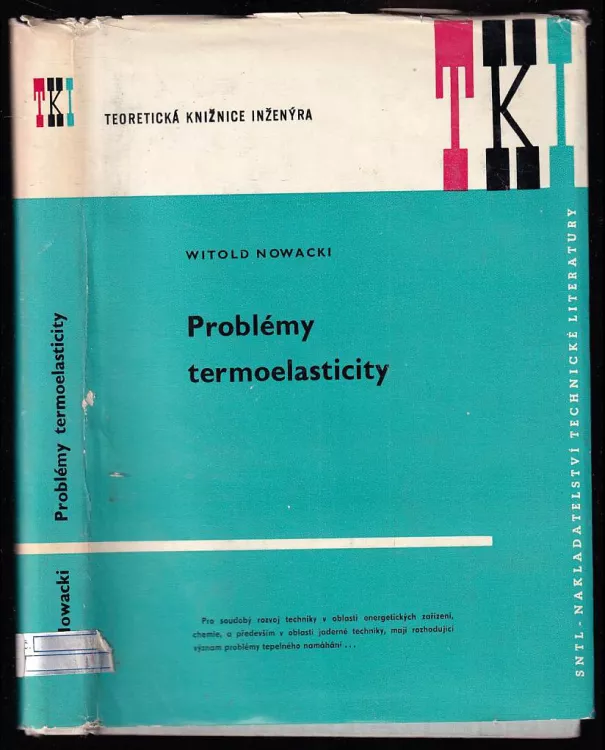 TKI
TKI
TEORETICKÁ KNIŽNICE INŽENÝRA
WITOLD NOWACKI
Problémy
termoelasticity
Pro soudobý rozvoj techniky v oblasti energetických zařízení,
chemie, a především v oblasti jaderné techniky, mají rozhodující
význam problémy tepelného namáhání ...
SNTL - NAKLADATELSTVÍ TECHNICKÉ LITERATURY
Nowacki Problémy termoelasticity